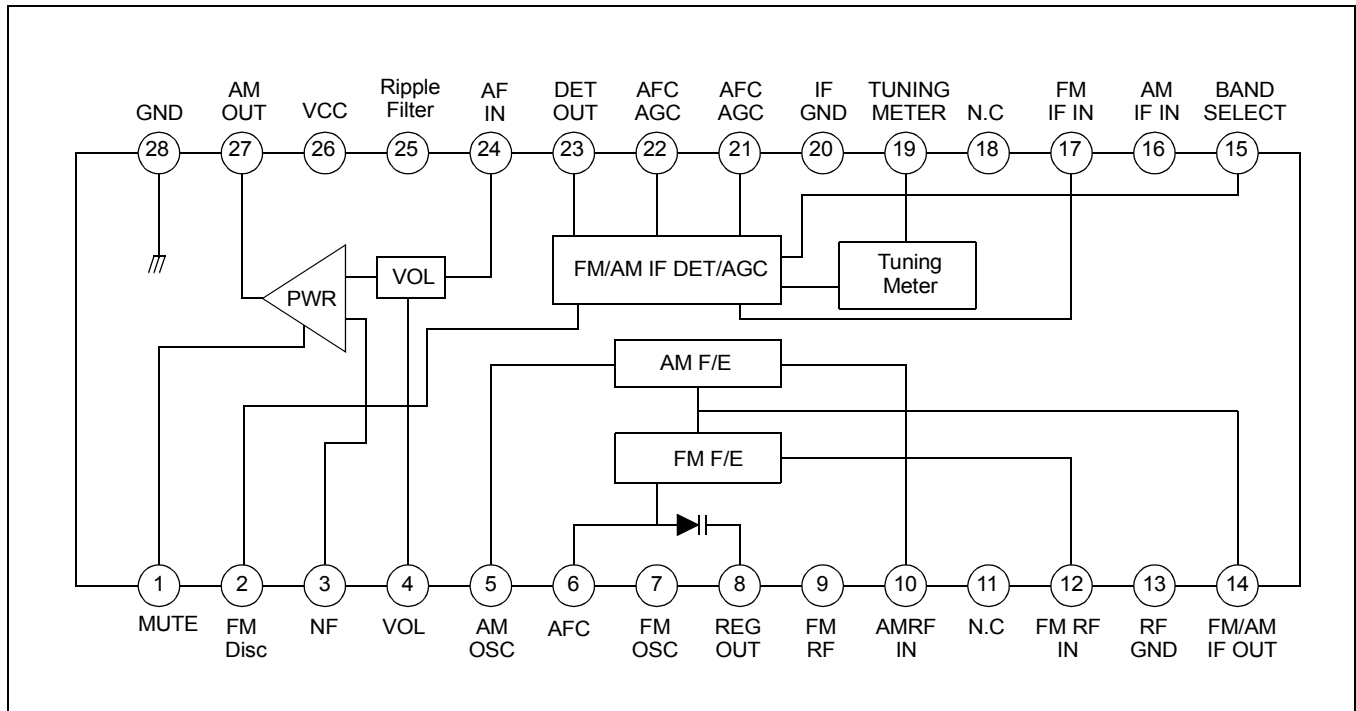 GND
AM
OUT
VCC
Ripple
Filter
AF
IN
DET
OUT
AFC
AGC
AFC
AGC
IF
GND
TUNING
METER
N.C
FM
IF IN
AM
IF IN
BAND
SELECT
28
27
26
25
24
23
22
21
20
19
18
17
16
15
PWR
VOL
FM/AM IF DET/AGC
Tuning
Meter
AM F/E
FM F/E
1
2
3
4
5
6
7
8
9
10
11
12
13
14
MUTE
FM
Disc
NF
VOL
AM
OSC
AFC
FM
OSC
REG
OUT
FM
RF
AMRF
IN
N.C
FM RF
IN
RF
GND
FM/AM
IF OUT